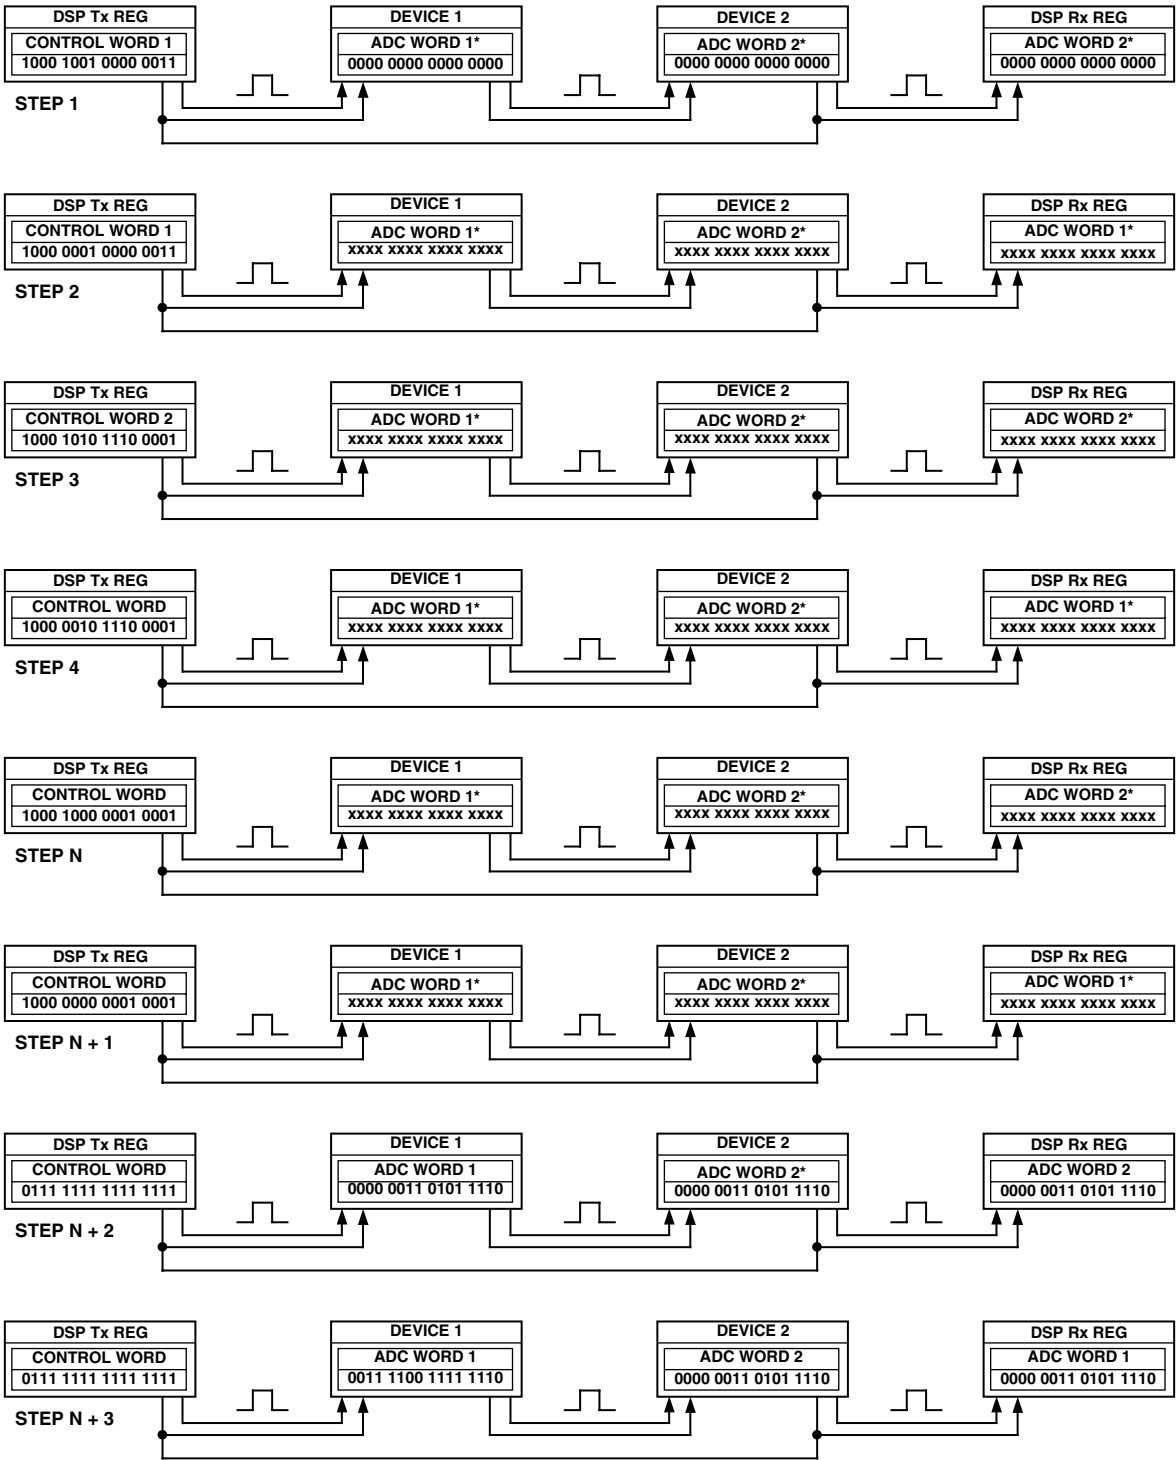 DSP Tx REG
CONTROL WORD 1
1000 1001 0000 0011
DEVICE 1
ADC WORD 1*
0000 0000 0000 0000
DEVICE 2
ADC WORD 2*
0000 0000 0000 0000
DSP Rx REG
ADC WORD 2*
0000 0000 0000 0000
STEP 1
DSP Tx REG
CONTROL WORD 1
1000 0001 0000 0011
DEVICE 1
ADC WORD 1*
xxxx xxxx xxxx xxxx
DEVICE 2
ADC WORD 2*
xxxx xxxx xxxx xxxx
DSP Rx REG
ADC WORD 1*
xxxx xxxx xxxx xxxx
STEP 2
DSP Tx REG
CONTROL WORD 2
1000 1010 1110 0001
DEVICE 1
ADC WORD 1*
xxxx xxxx xxxx xxxx
DEVICE 2
ADC WORD 2*
xxxx xxxx xxxx xxxx
DSP Rx REG
ADC WORD 2*
xxxx xxxx xxxx xxxx
STEP 3
DSP Tx REG
CONTROL WORD
1000 0010 1110 0001
DEVICE 1
ADC WORD 1*
xxxx xxxx xxxx xxxx
DEVICE 2
ADC WORD 2*
xxxx xxxx xxxx xxxx
DSP Rx REG
ADC WORD 1*
xxxx xxxx xxxx xxxx
STEP 4
DSP Tx REG
CONTROL WORD
1000 1000 0001 0001
DEVICE 1
ADC WORD 1*
xxxx xxxx xxxx xxxx
DEVICE 2
ADC WORD 2*
xxxx xxxx xxxx xxxx
DSP Rx REG
ADC WORD 2*
xxxx xxxx xxxx xxxx
STEP N
DSP Tx REG
CONTROL WORD
1000 0000 0001 0001
DEVICE 1
ADC WORD 1*
xxxx xxxx xxxx xxxx
DEVICE 2
ADC WORD 2*
xxxx xxxx xxxx xxxx
DSP Rx REG
ADC WORD 1*
xxxx xxxx xxxx xxxx
STEP N + 1
DSP Tx REG
CONTROL WORD
0111 1111 1111 1111
DEVICE 1
ADC WORD 1
0000 0011 0101 1110
DEVICE 2
ADC WORD 2*
0000 0011 0101 1110
DSP Rx REG
ADC WORD 2
0000 0011 0101 1110
STEP N + 2
DSP Tx REG
CONTROL WORD
0111 1111 1111 1111
DEVICE 1
ADC WORD 1
0011 1100 1111 1110
DEVICE 2
ADC WORD 2
0000 0011 0101 1110
DSP Rx REG
ADC WORD 1
0000 0011 0101 1110
STEP N + 3